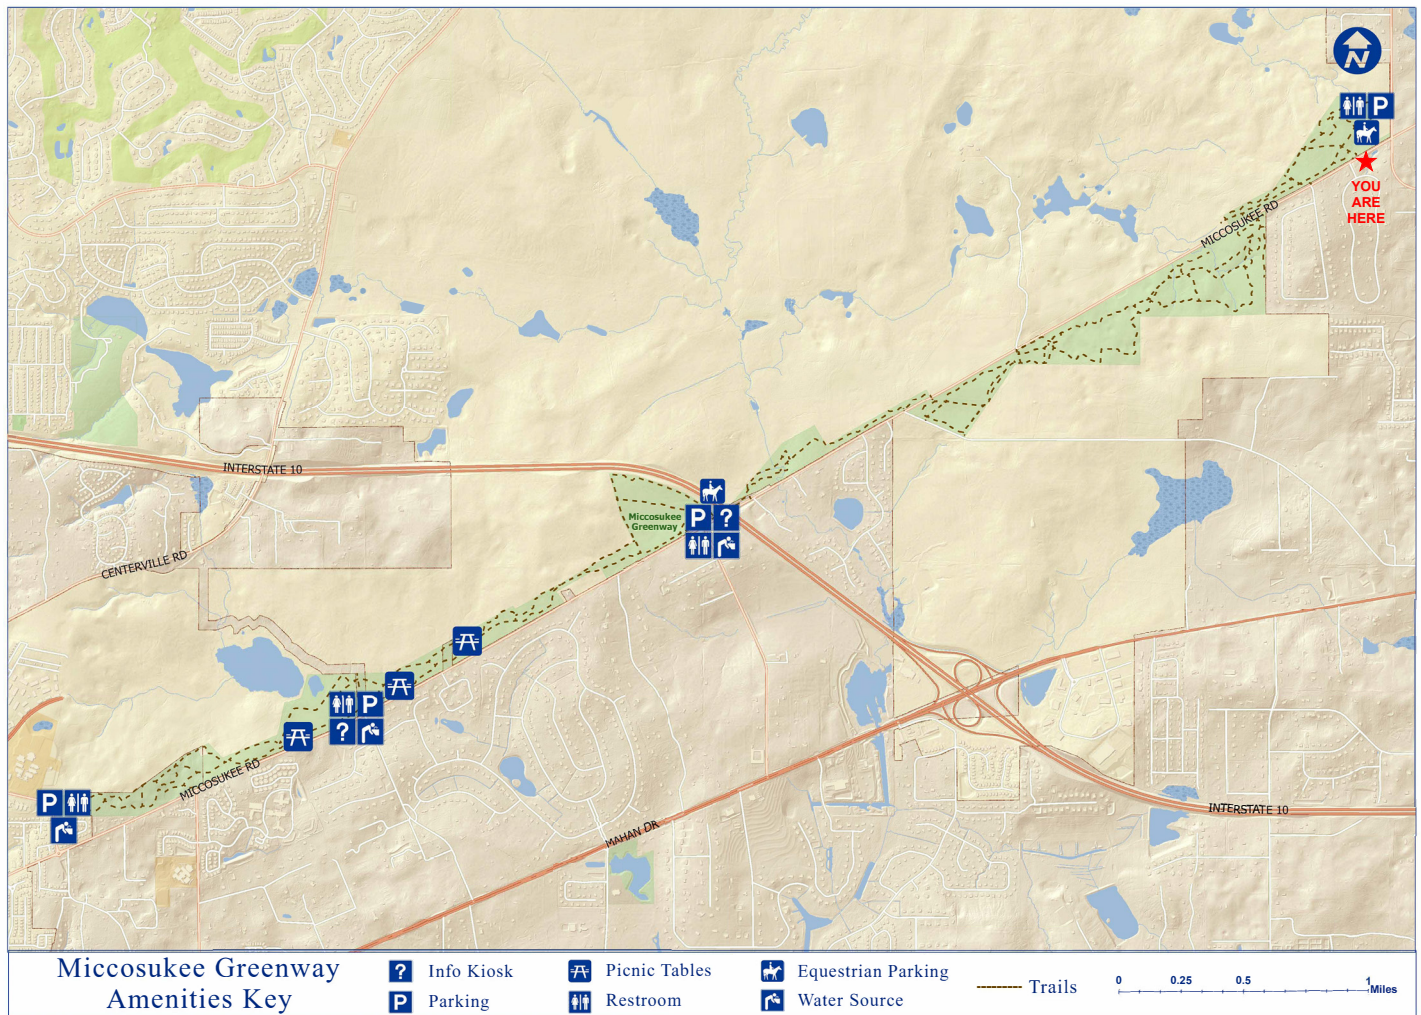 N
P
YOU
ARE
HERE
MICCOSUKEE RD
INTERSTATE 10
Miccosukee
Greenway
P ?
CENTERVILLE RD
P
?
MICCOSUKEE RD
P
INTERSTATE 10
MAHAN DR
Miccosukee Greenway
Amenities Key
? Info Kiosk
P Parking
Picnic Tables
Restroom
Equestrian Parking
Water Source
Trails
0 0.25 0.5 1
Miles